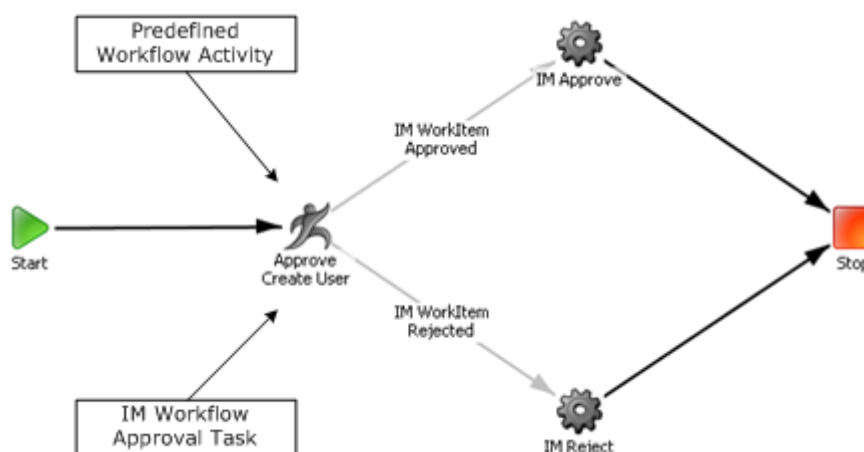 Predefined
Workflow Activity
IM Approve
IM WorkItem
Approved
Start
Approve
Create User
Stop
IM WorkItem
Rejected
IM Workflow
Approval Task
IM Reject